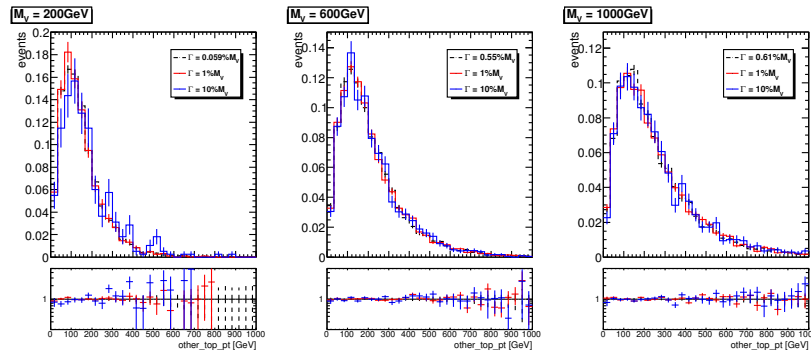 M_V = 200GeV
events
0.2
0.18
0.16
0.14
0.12
0.1
0.08
0.06
0.04
0.02
0
Γ = 0.059%M_V
Γ = 1%M_V
Γ = 10%M_V
1
0 100 200 300 400 500 600 700 800 900 1000
other_top_pt [GeV]
M_V = 600GeV
events
0.14
0.12
0.1
0.08
0.06
0.04
0.02
0
Γ = 0.55%M_V
Γ = 1%M_V
Γ = 10%M_V
1
0 100 200 300 400 500 600 700 800 900 1000
other_top_pt [GeV]
M_V = 1000GeV
events
0.12
0.1
0.08
0.06
0.04
0.02
0
Γ = 0.61%M_V
Γ = 1%M_V
Γ = 10%M_V
1
0 100 200 300 400 500 600 700 800 900 1000
other_top_pt [GeV]